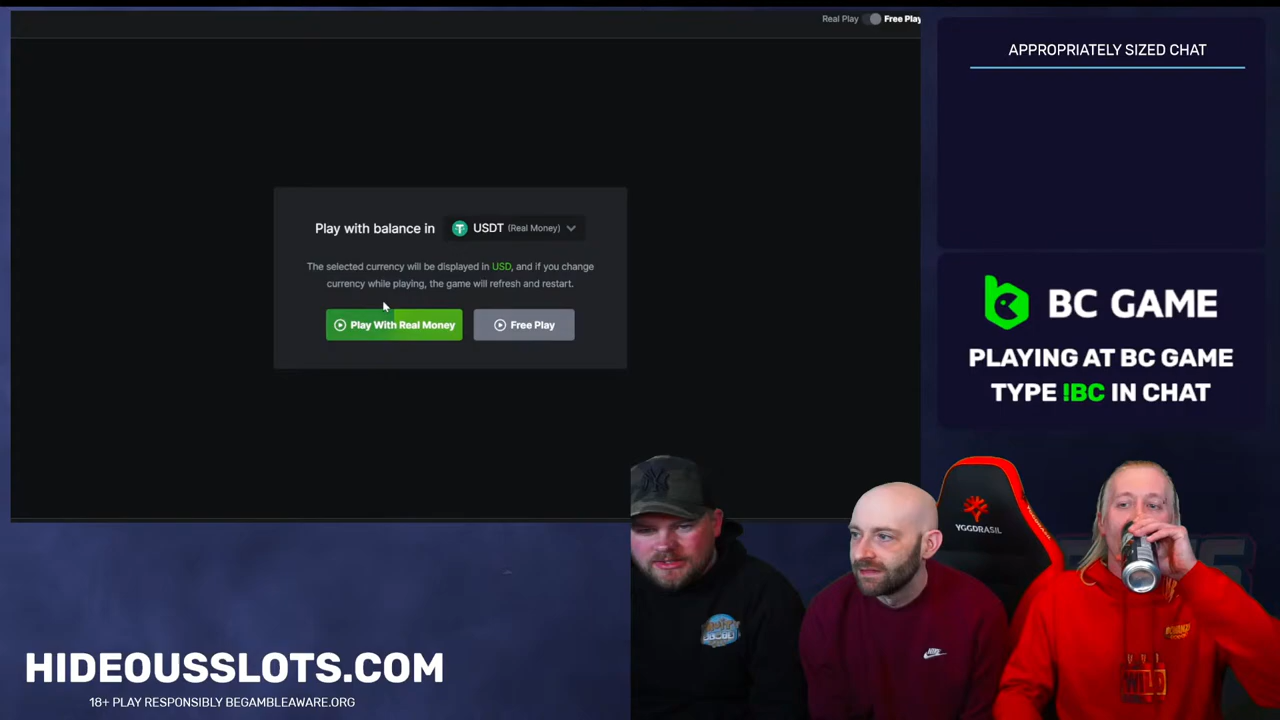 Real Play Free Play
APPROPRIATELY SIZED CHAT
Play with balance in USDT (Real Money)
The selected currency will be displayed in USD, and if you change
currency while playing, the game will refresh and restart.
Play With Real Money
Free Play
BC GAME
PLAYING AT BC GAME
TYPE !BC IN CHAT
YGGDRASIL
WILD
HIDEOUSSLOTS.COM
18+ PLAY RESPONSIBLY BEGAMBLEAWARE.ORG